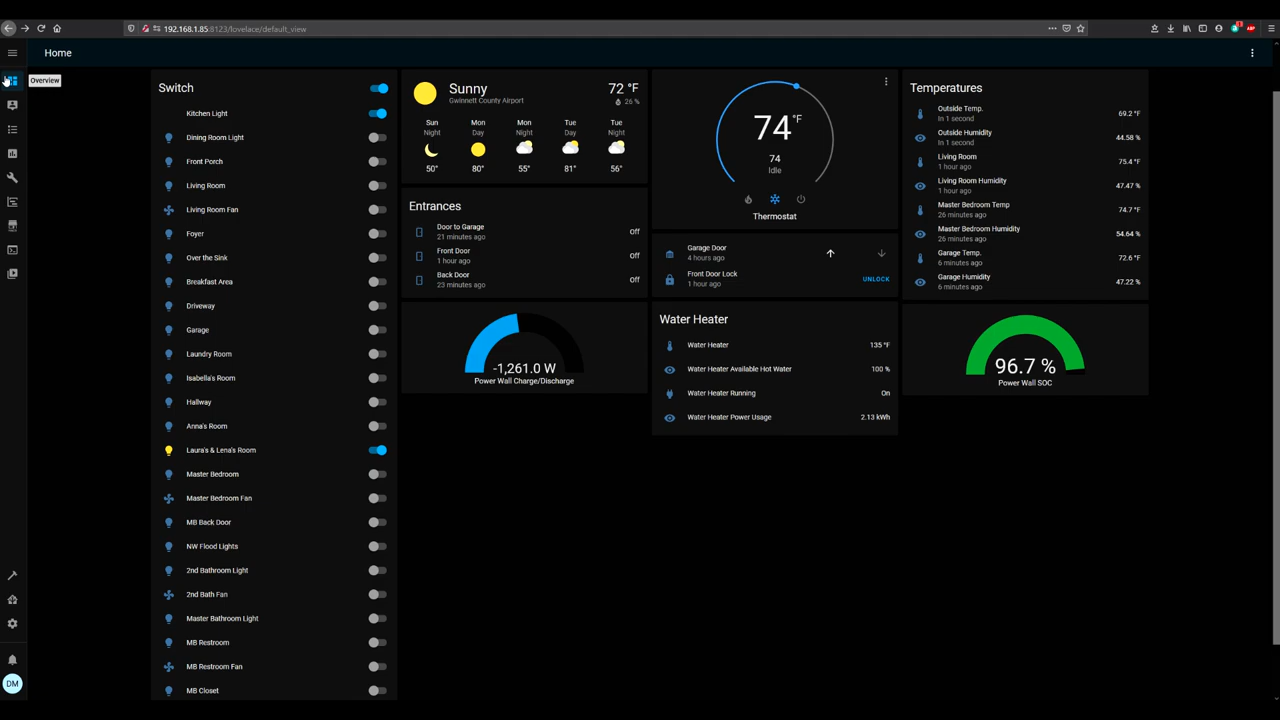 192.168.1.85:8123/lovelace/default_view
Home
Overview
Switch
Kitchen Light
Dining Room Light
Front Porch
Living Room
Living Room Fan
Foyer
Over the Sink
Breakfast Area
Driveway
Garage
Laundry Room
Isabella's Room
Hallway
Anna's Room
Laura's & Lena's Room
Master Bedroom
Master Bedroom Fan
MB Back Door
NW Flood Lights
2nd Bathroom Light
2nd Bath Fan
Master Bathroom Light
MB Restroom
MB Restroom Fan
MB Closet
DM
Sunny 72 °F
Gwinnett County Airport 26 %
Sun Mon Mon Tue Tue
Night Day Night Day Night
50° 80° 55° 81° 56°
Entrances
Door to Garage Off
21 minutes ago
Front Door Off
1 hour ago
Back Door Off
23 minutes ago
-1,261.0 W
Power Wall Charge/Discharge
74 °F
74
Idle
Thermostat
Garage Door
4 hours ago
Front Door Lock UNLOCK
1 hour ago
Water Heater
Water Heater 135 °F
Water Heater Available Hot Water 100 %
Water Heater Running On
Water Heater Power Usage 2.13 kWh
Temperatures
Outside Temp. 69.2 °F
In 1 second
Outside Humidity 44.58 %
In 1 second
Living Room 75.4 °F
1 hour ago
Living Room Humidity 47.47 %
1 hour ago
Master Bedroom Temp 74.7 °F
26 minutes ago
Master Bedroom Humidity 54.64 %
26 minutes ago
Garage Temp. 72.6 °F
6 minutes ago
Garage Humidity 47.22 %
6 minutes ago
96.7 %
Power Wall SOC